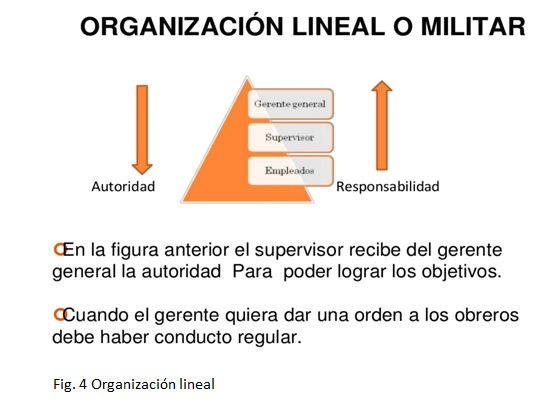 ORGANIZACIÓN LINEAL O MILITAR
Gerente general
Supervisor
Empleados
Autoridad
Responsabilidad
En la figura anterior el supervisor recibe del gerente
general la autoridad Para poder lograr los objetivos.
Cuando el gerente quiera dar una orden a los obreros
debe haber conducto regular.
Fig. 4 Organización lineal